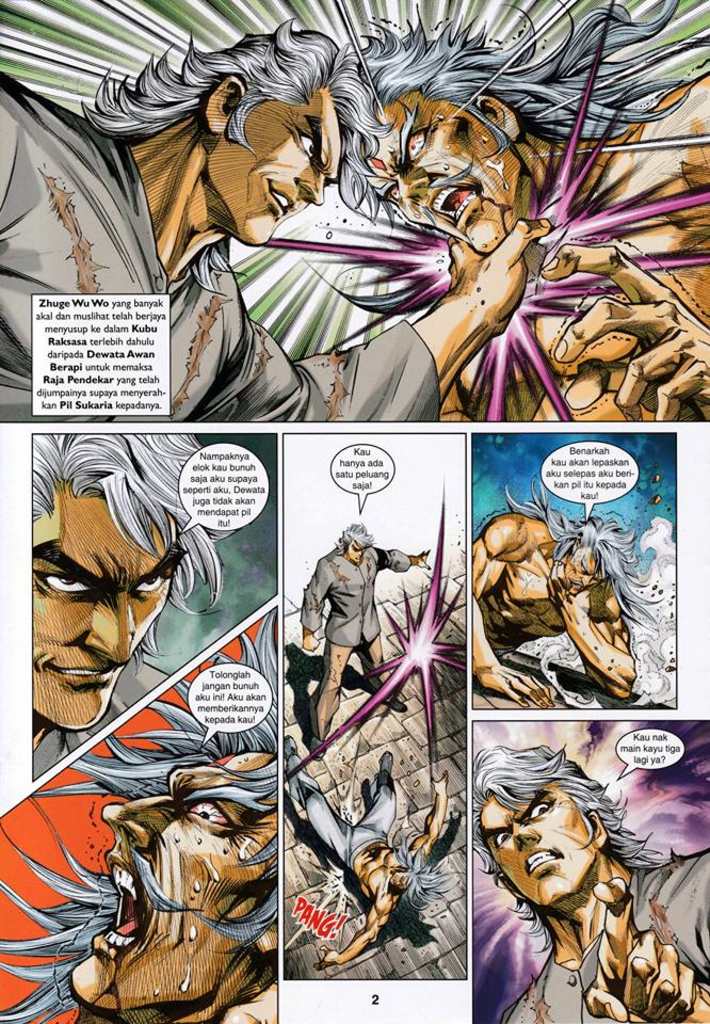 Zhuge Wu Wo yang banyak
akal dan muslihat telah berjaya
menyusup ke dalam Kubu
Raksasa terlebih dahulu
daripada Dewata Awan
Berapi untuk memaksa
Raja Pendekar yang telah
dijumpainya supaya menyerah-
kan Pil Sukaria kepadanya.
Nampaknya
elok kau bunuh
saja aku supaya
seperti aku, Dewata
juga tidak akan
mendapat pil
itu!
Tolonglah
jangan bunuh
aku ini! Aku akan
memberikannya
kepada kau!
Kau
hanya ada
satu peluang
saja!
PANG!
Benarkah
kau akan lepaskan
aku selepas aku beri-
kan pil itu kepada
kau!
Kau nak
main kayu tiga
lagi ya?
2